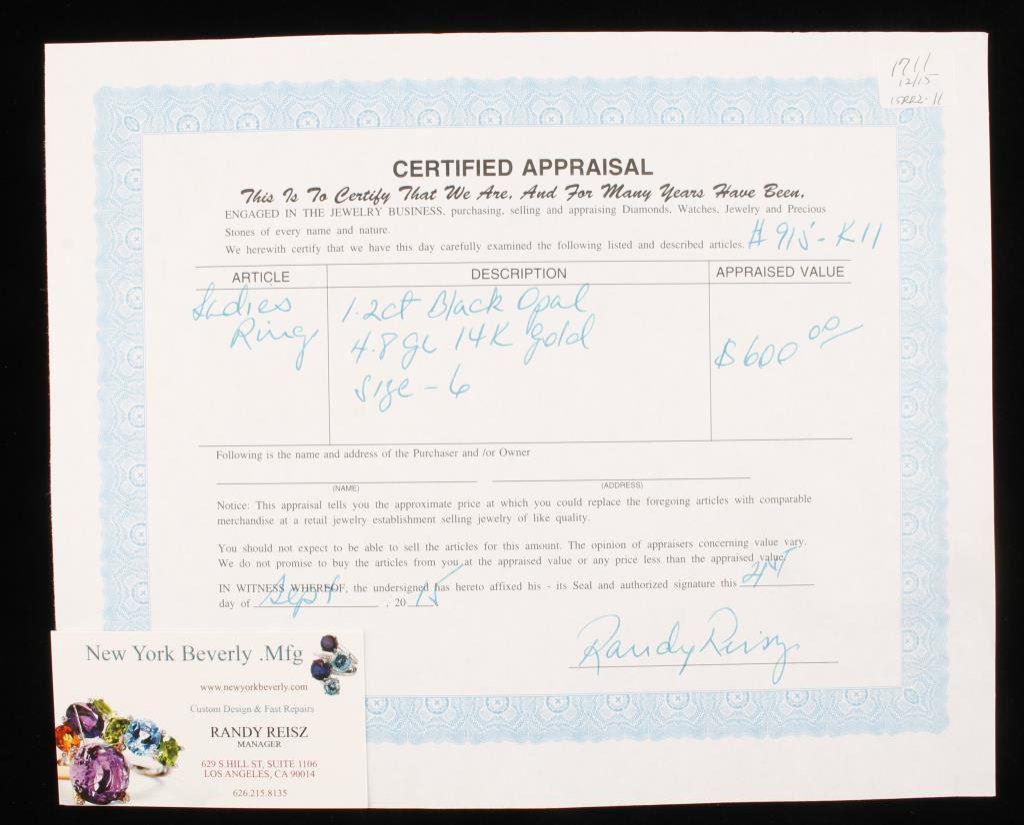 1711
12/15
15RR2-11
CERTIFIED APPRAISAL
This Is To Certify That We Are, And For Many Years Have Been,
ENGAGED IN THE JEWELRY BUSINESS, purchasing, selling and appraising Diamonds, Watches, Jewelry and Precious
Stones of every name and nature.
We herewith certify that we have this day carefully examined the following listed and described articles. #915-K11
ARTICLE DESCRIPTION APPRAISED VALUE
Ladies 1.2ct Black Opal
Ring 4.8 14K gold $600 00
Size - 6
Following is the name and address of the Purchaser and /or Owner
(NAME) (ADDRESS)
Notice: This appraisal tells you the approximate price at which you could replace the foregoing articles with comparable
merchandise at a retail jewelry establishment selling jewelry of like quality.
You should not expect to be able to sell the articles for this amount. The opinion of appraisers concerning value vary.
We do not promise to buy the articles from you at the appraised value or any price less than the appraised value.
IN WITNESS WHEREOF, the undersigned has hereto affixed his - its Seal and authorized signature this
day of Sept , 20 15
Randy Reisz
New York Beverly .Mfg
www.newyorkbeverly.com
Custom Design & Fast Repairs
RANDY REISZ
MANAGER
629 S.HILL ST, SUITE 1106
LOS ANGELES, CA 90014
626.215.8135